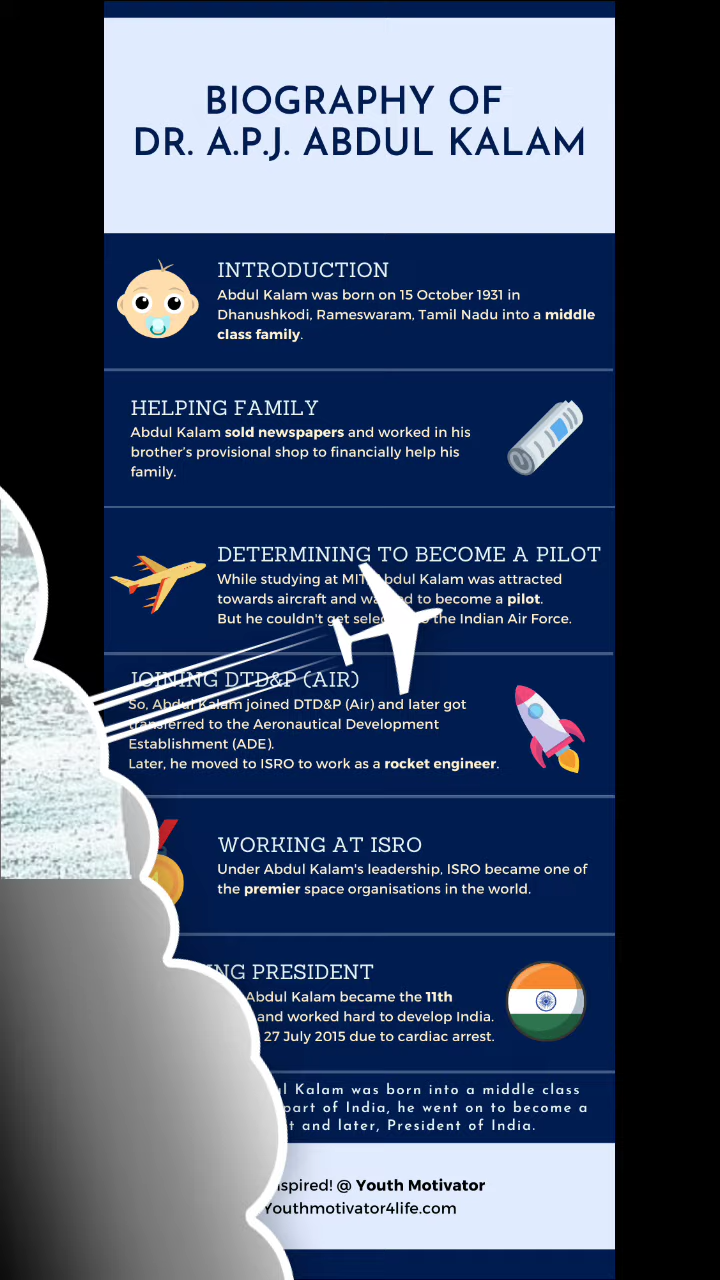 BIOGRAPHY OF
DR. A.P.J. ABDUL KALAM
INTRODUCTION
Abdul Kalam was born on 15 October 1931 in
Dhanushkodi, Rameswaram, Tamil Nadu into a middle
class family.
HELPING FAMILY
Abdul Kalam sold newspapers and worked in his
brother's provisional shop to financially help his
family.
DETERMINING TO BECOME A PILOT
While studying at MIT, Abdul Kalam was attracted
towards aircraft and wanted to become a pilot.
But he couldn't get selected to the Indian Air Force.
JOINING DTD&P (AIR)
So, Abdul Kalam joined DTD&P (Air) and later got
transferred to the Aeronautical Development
Establishment (ADE).
Later, he moved to ISRO to work as a rocket engineer.
WORKING AT ISRO
Under Abdul Kalam's leadership, ISRO became one of
the premier space organisations in the world.
PRESIDENT
Abdul Kalam became the 11th
and worked hard to develop India.
27 July 2015 due to cardiac arrest.
Kalam was born into a middle class
part of India, he went on to become a
and later, President of India.
@ Youth Motivator
Youthmotivator4life.com